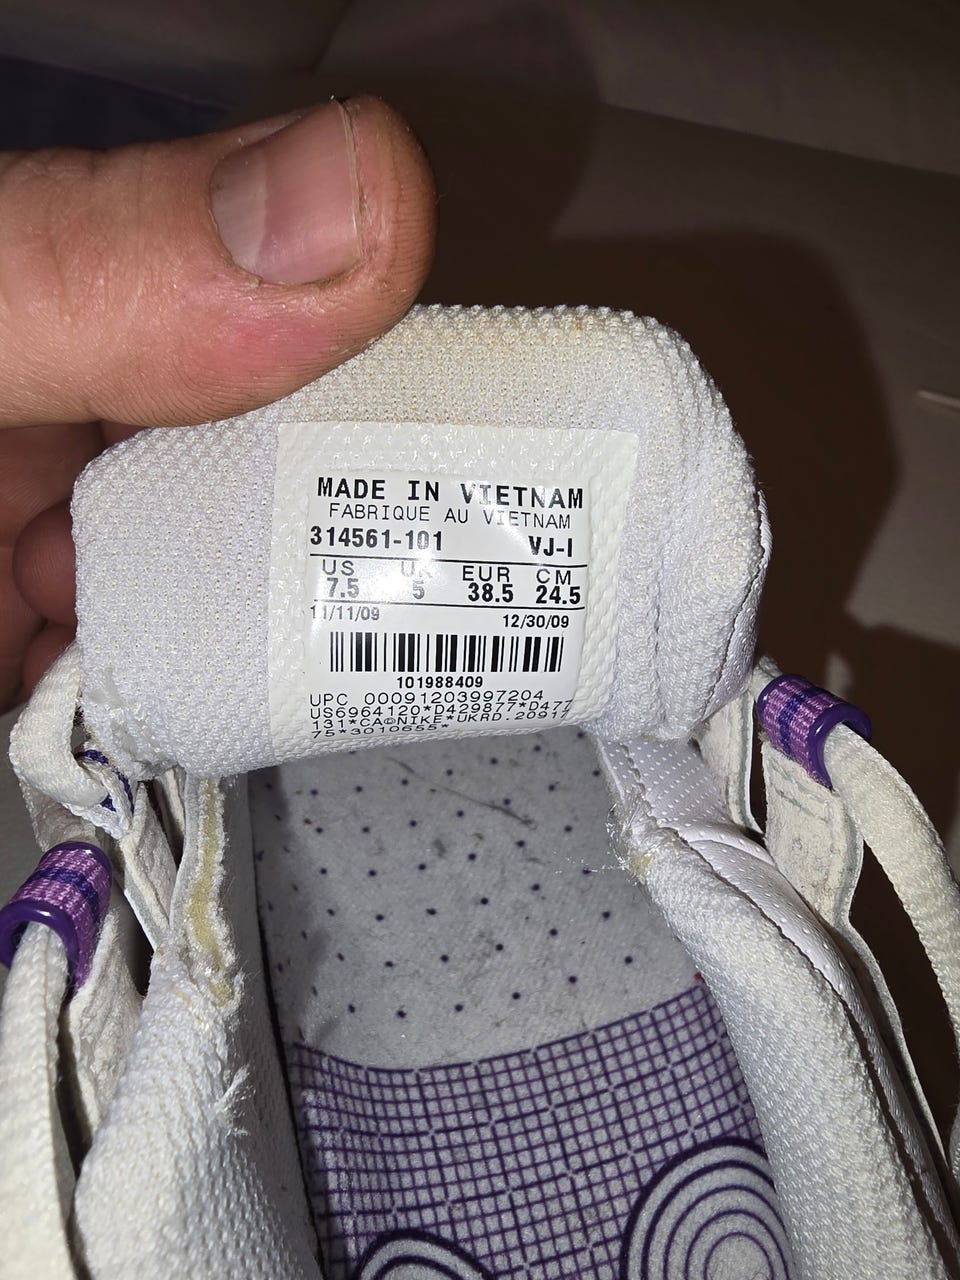 MADE IN VIETNAM
FABRIQUE AU VIETNAM
314561-101 VJ-I
US UK EUR CM
7.5 5 38.5 24.5
11/11/09 12/30/09
101988409
UPC 00091203997204
US6964120*D429877*D477
131*CA©NIKE*UKRD.20917
75*3010655*